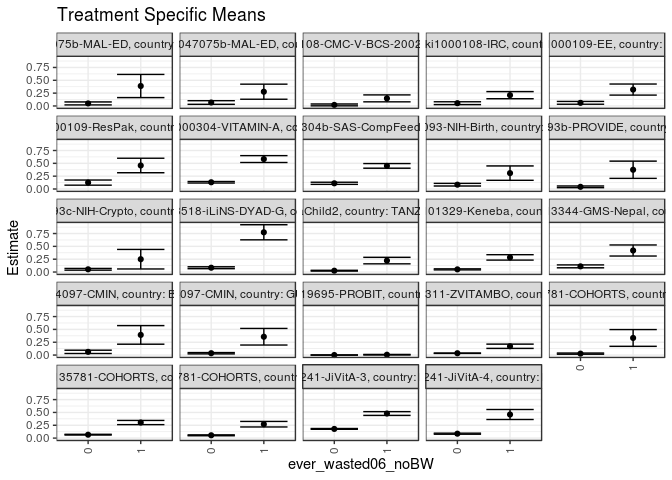 Treatment Specific Means
75b-MAL-ED, country
047075b-MAL-ED, co
108-CMC-V-BCS-2002
ki1000108-IRC, count
000109-EE, country:
0.75
0.50
0.25
0.00
00109-ResPak, countr
000304-VITAMIN-A, co
304b-SAS-CompFeed
093-NIH-Birth, country:
93b-PROVIDE, country
0.75
0.50
0.25
0.00
93c-NIH-Crypto, countr
8518-iLiNS-DYAD-G, c
aChild2, country: TANZ
01329-Keneba, countr
3344-GMS-Nepal, co
0.75
0.50
0.25
0.00
4097-CMIN, country: B
097-CMIN, country: G
19695-PROBIT, countr
311-ZVITAMBO, coun
781-COHORTS, count
0.75
0.50
0.25
0.00
35781-COHORTS, co
781-COHORTS, countr
241-JiVitA-3, country:
241-JiVitA-4, country:
0.75
0.50
0.25
0.00
0
1
0
1
0
1
0
1
0
1
ever_wasted06_noBW
Estimate